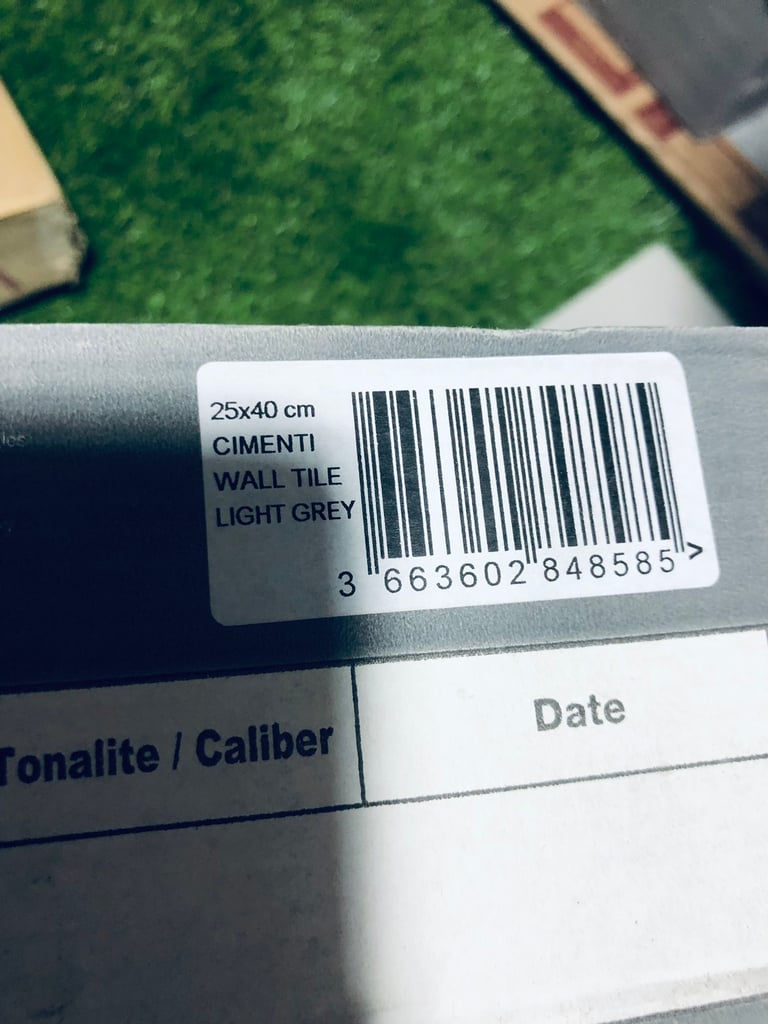 25x40 cm
CIMENTI
WALL TILE
LIGHT GREY
3 663602 848585 >
Tonalite / Caliber
Date